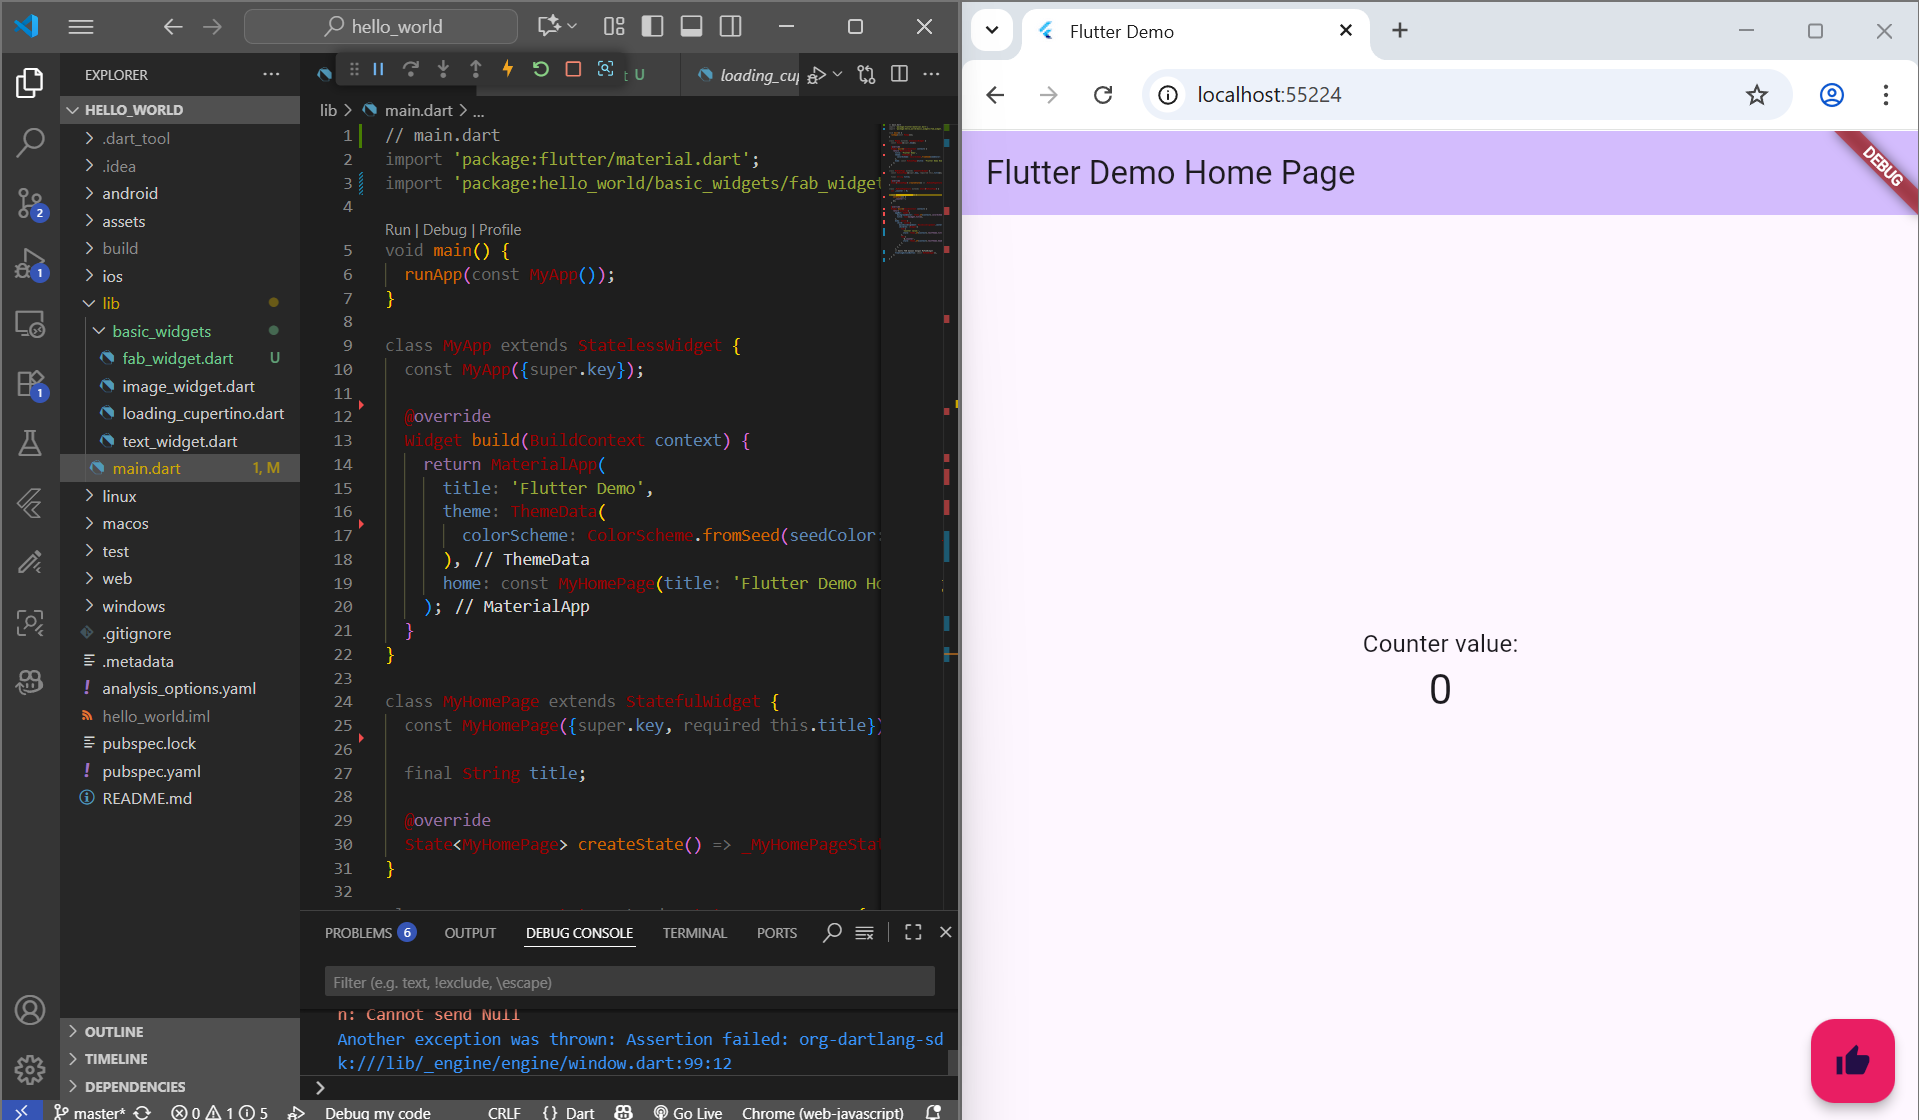 hello_world
Flutter Demo
EXPLORER
U
loading_cup
localhost:55224
HELLO_WORLD
.dart_tool
.idea
android
assets
build
ios
lib
basic_widgets
fab_widget.dart U
image_widget.dart
loading_cupertino.dart
text_widget.dart
main.dart 1, M
linux
macos
test
web
windows
.gitignore
.metadata
analysis_options.yaml
hello_world.iml
pubspec.lock
pubspec.yaml
README.md
OUTLINE
TIMELINE
DEPENDENCIES
2
1
1
lib > main.dart > ...
1 // main.dart
2 import 'package:flutter/material.dart';
3 import 'package:hello_world/basic_widgets/fab_widget
4
Run | Debug | Profile
5 void main() {
6 runApp(const MyApp());
7 }
8
9 class MyApp extends StatelessWidget {
10 const MyApp({super.key});
11
12 @override
13 Widget build(BuildContext context) {
14 return MaterialApp(
15 title: 'Flutter Demo',
16 theme: ThemeData(
17 colorScheme: ColorScheme.fromSeed(seedColor:
18 ), // ThemeData
19 home: const MyHomePage(title: 'Flutter Demo Ho
20 ); // MaterialApp
21 }
22 }
23
24 class MyHomePage extends StatefulWidget {
25 const MyHomePage({super.key, required this.title})
26
27 final String title;
28
29 @override
30 State<MyHomePage> createState() => _MyHomePageStat
31 }
32
PROBLEMS 6 OUTPUT DEBUG CONSOLE TERMINAL PORTS
Filter (e.g. text, !exclude, \escape)
n: Cannot send Null
Another exception was thrown: Assertion failed: org-dartlang-sd
k:///lib/_engine/engine/window.dart:99:12
master* 0 1 5 Debug my code CRLF {} Dart Go Live Chrome (web-javascript)
Flutter Demo Home Page
DEBUG
Counter value:
0